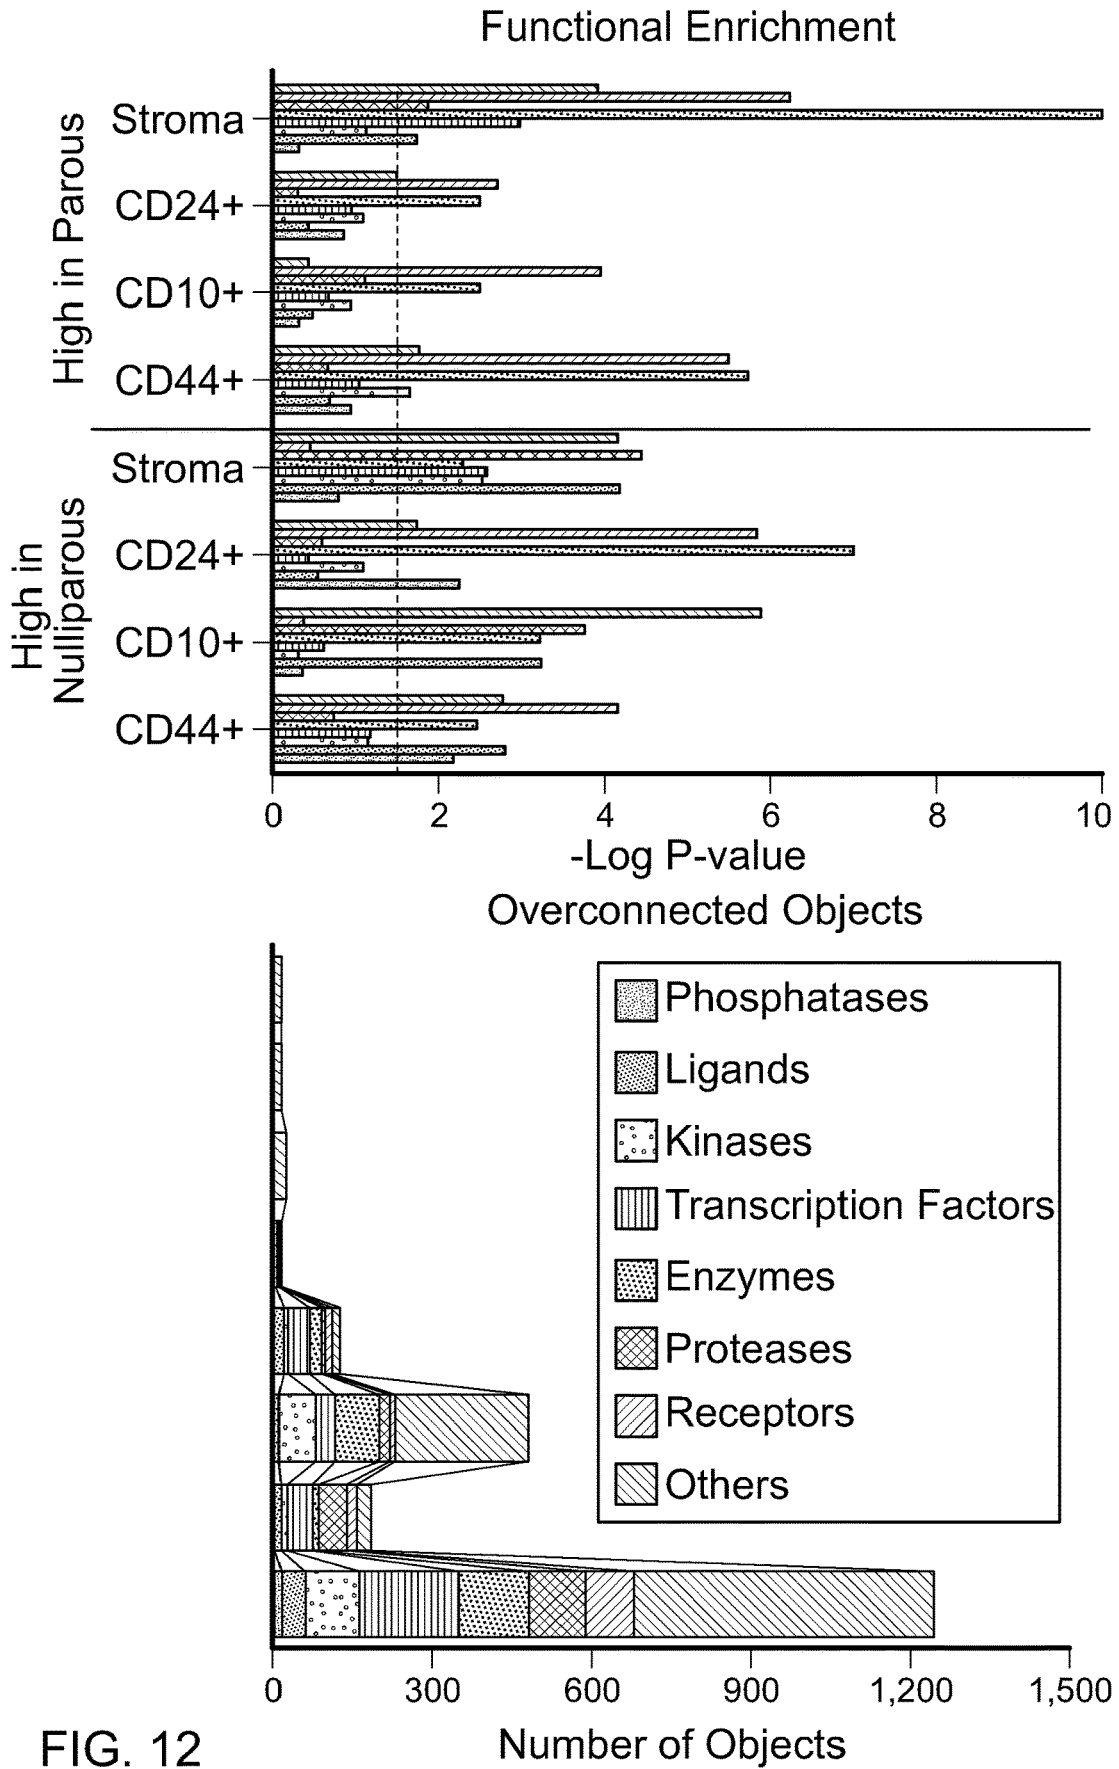 Functional Enrichment
High in Parous
Stroma
CD24+
CD10+
CD44+
High in
Nulliparous
Stroma
CD24+
CD10+
CD44+
0 2 4 6 8 10
-Log P-value
Overconnected Objects
Phosphatases
Ligands
Kinases
Transcription Factors
Enzymes
Proteases
Receptors
Others
0 300 600 900 1,200 1,500
Number of Objects
FIG. 12